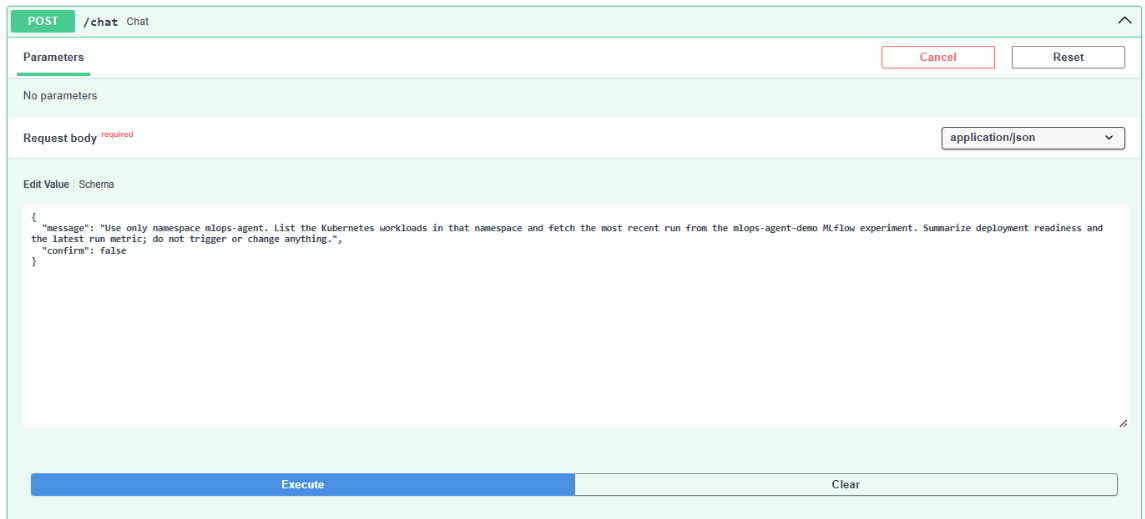 POST /chat Chat
Parameters
Cancel
Reset
No parameters
Request body required
application/json
Edit Value | Schema
{
  "message": "Use only namespace mlops-agent. List the Kubernetes workloads in that namespace and fetch the most recent run from the mlops-agent-demo MLflow experiment. Summarize deployment readiness and
the latest run metric; do not trigger or change anything.",
  "confirm": false
}
Execute
Clear